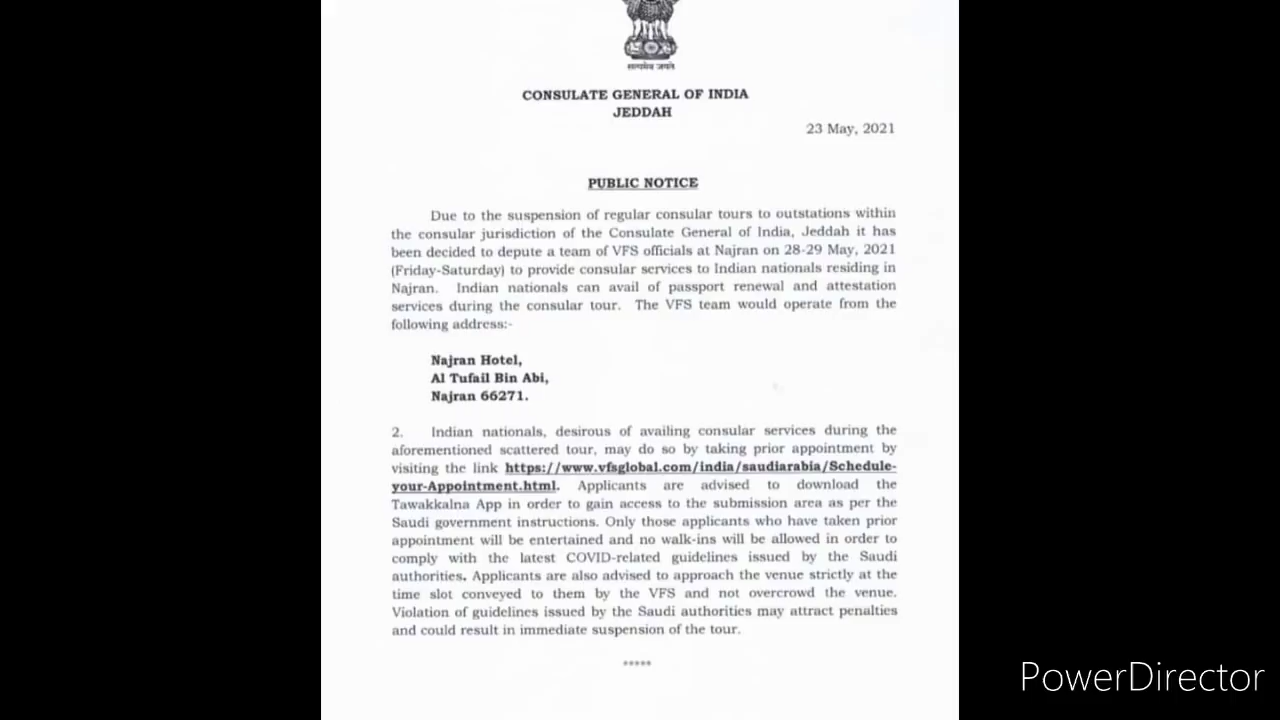 सत्यमेव जयते
CONSULATE GENERAL OF INDIA
JEDDAH
23 May, 2021
PUBLIC NOTICE
Due to the suspension of regular consular tours to outstations within
the consular jurisdiction of the Consulate General of India, Jeddah it has
been decided to depute a team of VFS officials at Najran on 28-29 May, 2021
(Friday-Saturday) to provide consular services to Indian nationals residing in
Najran. Indian nationals can avail of passport renewal and attestation
services during the consular tour. The VFS team would operate from the
following address:-
Najran Hotel,
Al Tufail Bin Abi,
Najran 66271.
2. Indian nationals, desirous of availing consular services during the
aforementioned scattered tour, may do so by taking prior appointment by
visiting the link https://www.vfsglobal.com/india/saudiarabia/Schedule-
your-Appointment.html. Applicants are advised to download the
Tawakkalna App in order to gain access to the submission area as per the
Saudi government instructions. Only those applicants who have taken prior
appointment will be entertained and no walk-ins will be allowed in order to
comply with the latest COVID-related guidelines issued by the Saudi
authorities. Applicants are also advised to approach the venue strictly at the
time slot conveyed to them by the VFS and not overcrowd the venue.
Violation of guidelines issued by the Saudi authorities may attract penalties
and could result in immediate suspension of the tour.
*****
PowerDirector